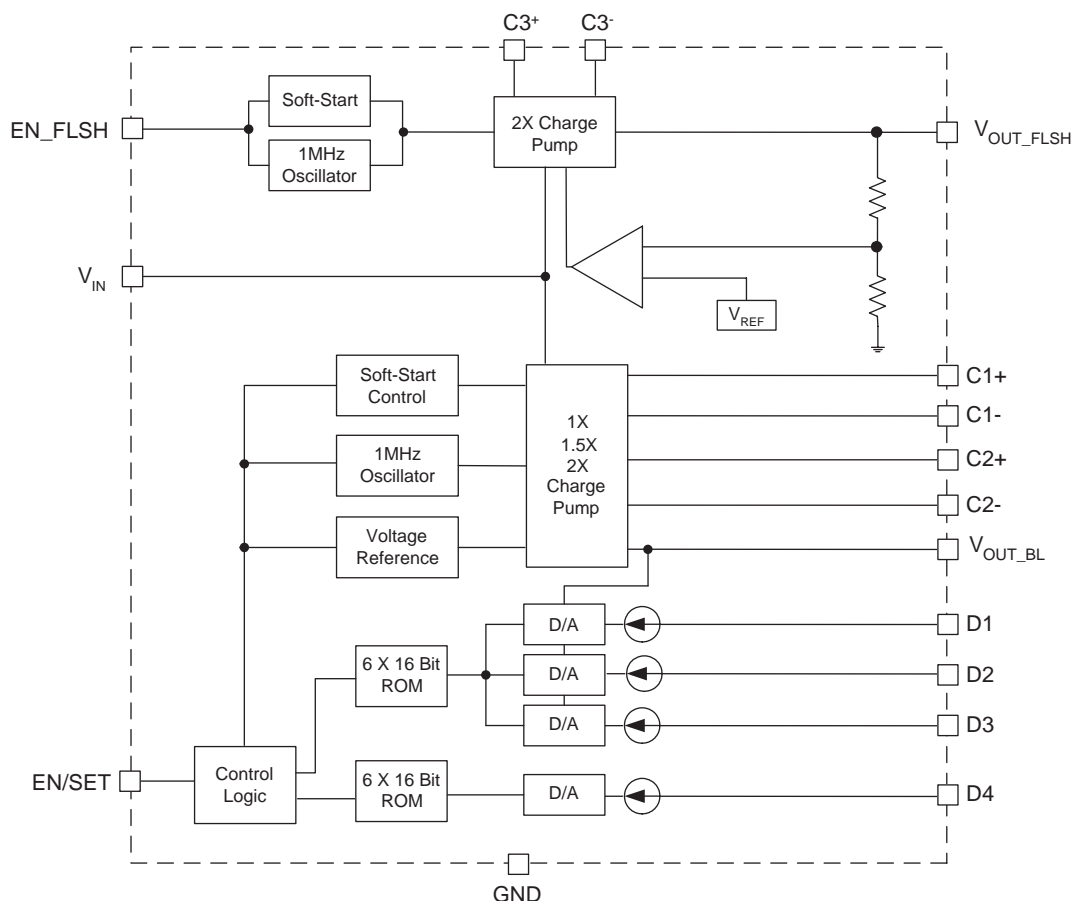 C3+ C3-
Soft-Start
EN_FLSH
1MHz
Oscillator
2X Charge
Pump
VOUT_FLSH
VIN
VREF
Soft-Start
Control
1MHz
Oscillator
Voltage
Reference
1X
1.5X
2X
Charge
Pump
C1+
C1-
C2+
C2-
VOUT_BL
D/A
D1
6 X 16 Bit
ROM
D/A
D2
D/A
D3
EN/SET
Control
Logic
6 X 16 Bit
ROM
D/A
D4
GND